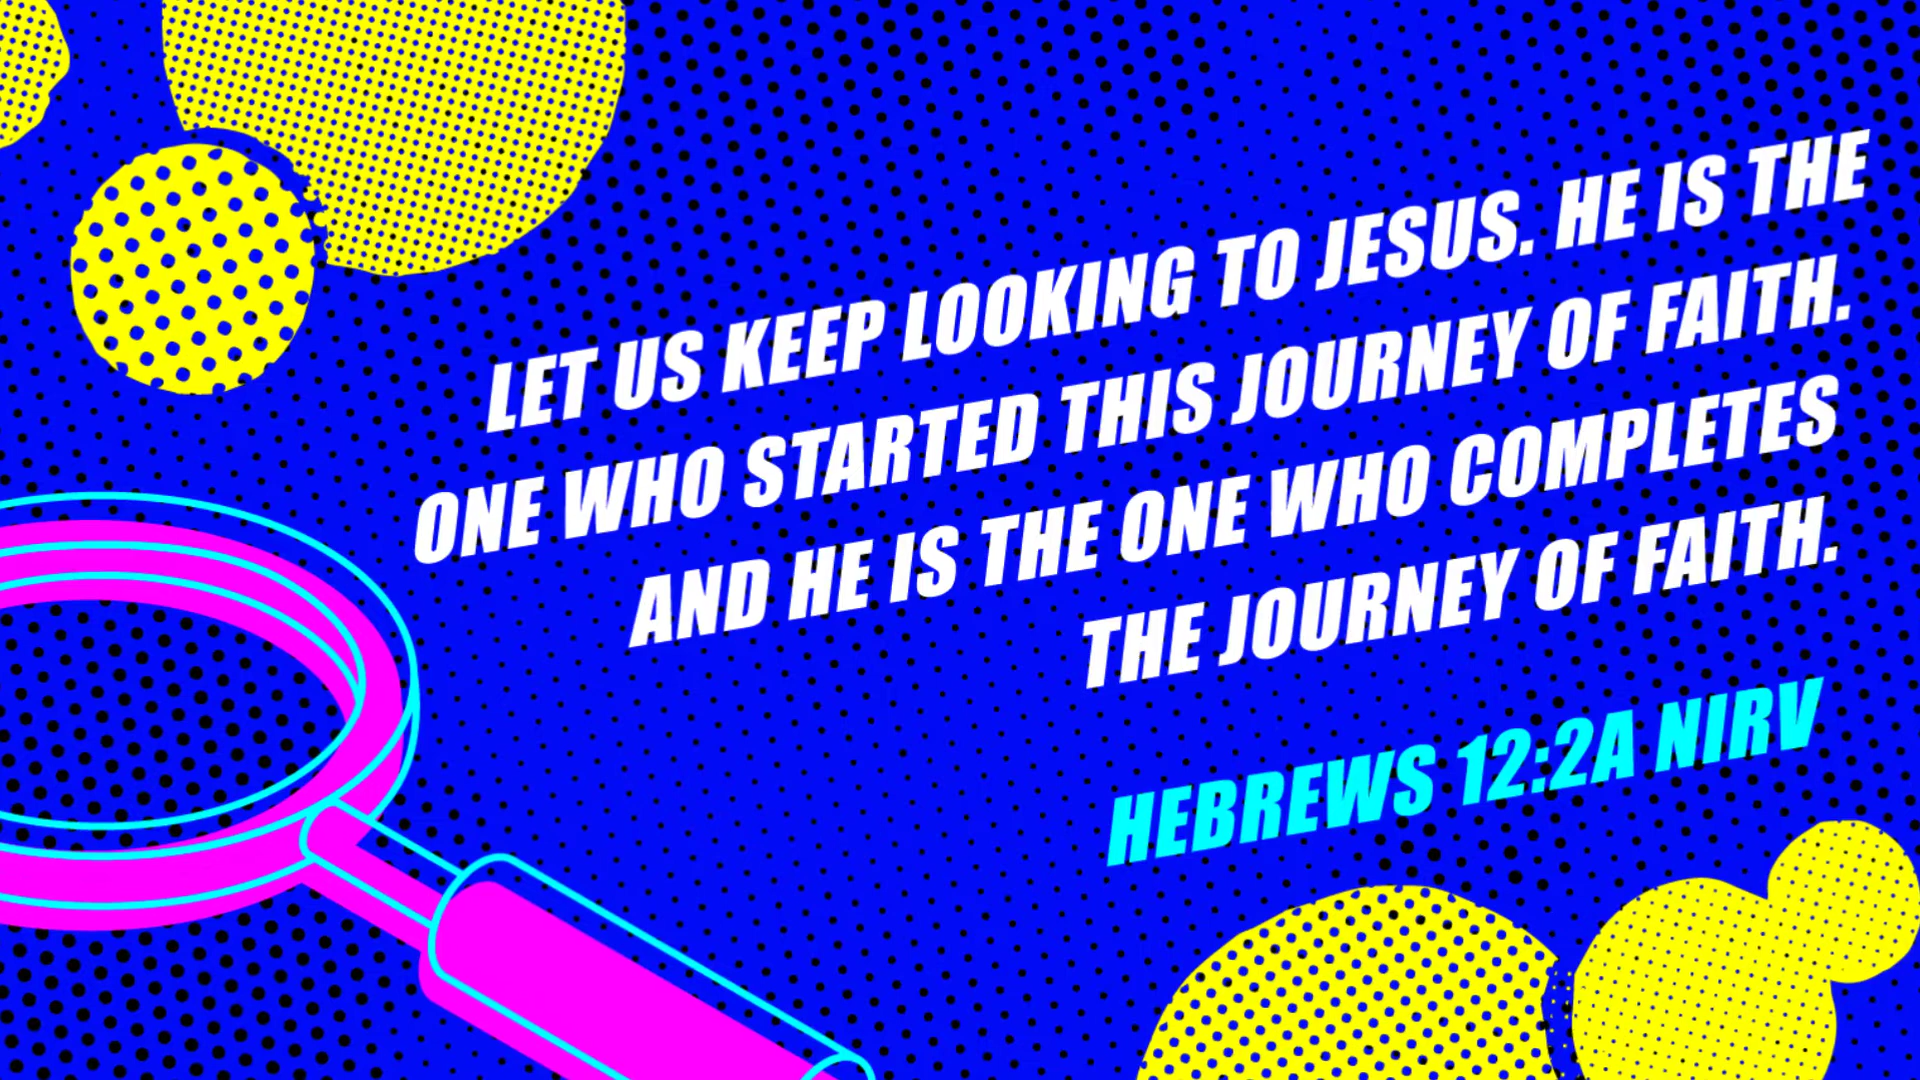 LET US KEEP LOOKING TO JESUS. HE IS THE
ONE WHO STARTED THIS JOURNEY OF FAITH.
AND HE IS THE ONE WHO COMPLETES
THE JOURNEY OF FAITH.
HEBREWS 12:2A NIRV